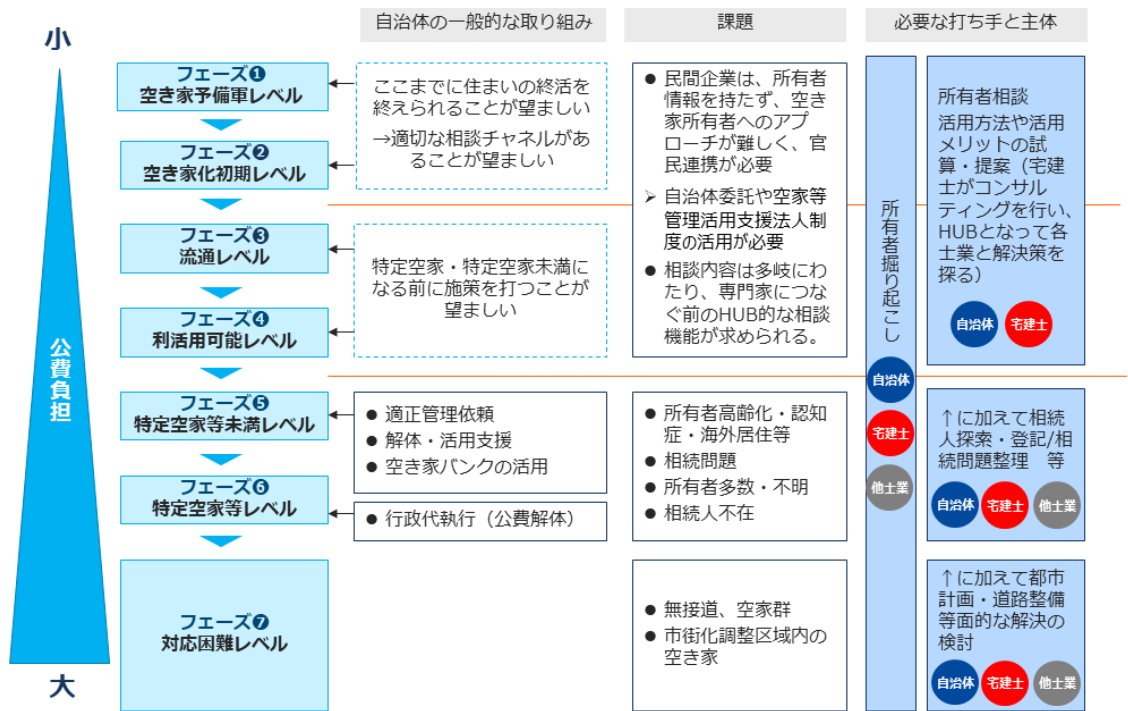 自治体の一般的な取り組み
課題
必要な打ち手と主体
小
公費負担
大
フェーズ❶
空き家予備軍レベル
フェーズ❷
空き家化初期レベル
フェーズ❸
流通レベル
フェーズ❹
利活用可能レベル
フェーズ❺
特定空家等未満レベル
フェーズ❻
特定空家等レベル
フェーズ❼
対応困難レベル
ここまでに住まいの終活を
終えられることが望ましい
→適切な相談チャネルがあ
ることが望ましい
特定空家・特定空家未満に
なる前に施策を打つことが
望ましい
● 適正管理依頼
● 解体・活用支援
● 空き家バンクの活用
● 行政代執行（公費解体）
● 民間企業は、所有者
情報を持たず、空き
家所有者へのアプ
ローチが難しく、官
民連携が必要
➢ 自治体委託や空家等
管理活用支援法人制
度の活用が必要
● 相談内容は多岐にわ
たり、専門家につな
ぐ前のHUB的な相談
機能が求められる。
● 所有者高齢化・認知
症・海外居住等
● 相続問題
● 所有者多数・不明
● 相続人不在
● 無接道、空家群
● 市街化調整区域内の
空き家
所有者掘り起こし
自治体
宅建士
他士業
所有者相談
活用方法や活用
メリットの試
算・提案（宅建
士がコンサル
ティングを行い、
HUBとなって各
士業と解決策を
探る）
自治体 宅建士
↑に加えて相続
人探索・登記/相
続問題整理　等
自治体 宅建士 他士業
↑に加えて都市
計画・道路整備
等面的な解決の
検討
自治体 宅建士 他士業